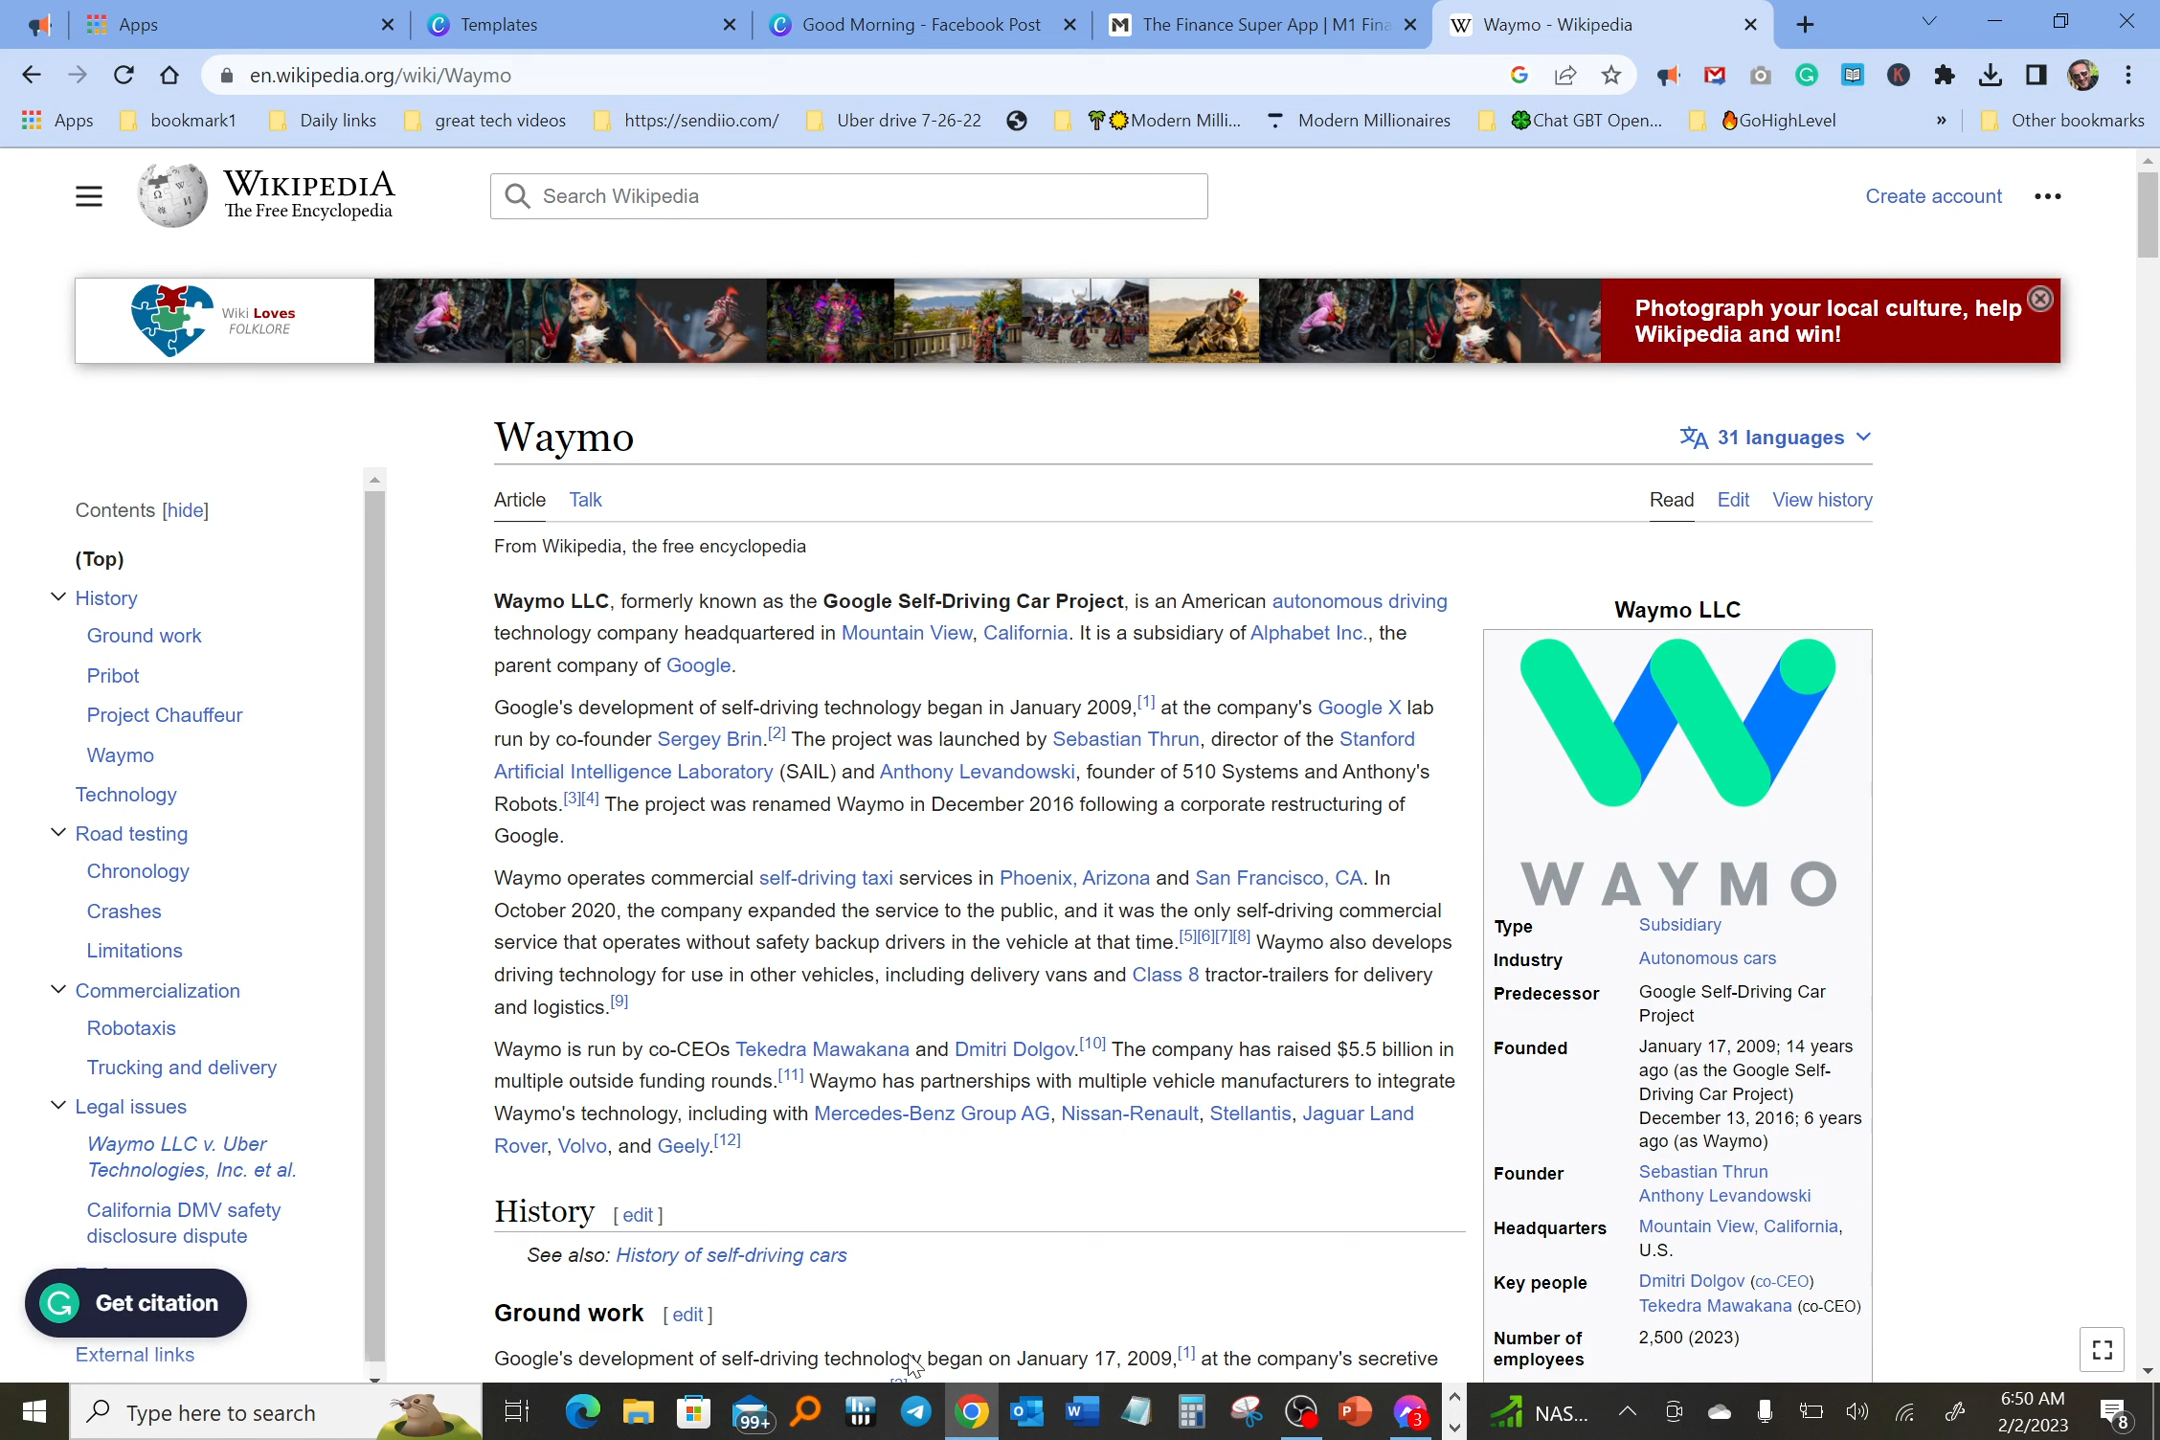 Apps
Templates
Good Morning - Facebook Post
The Finance Super App | M1 Fina
Waymo - Wikipedia
en.wikipedia.org/wiki/Waymo
Apps
bookmark1
Daily links
great tech videos
https://sendiio.com/
Uber drive 7-26-22
Modern Milli...
Modern Millionaires
Chat GBT Open...
GoHighLevel
»
Other bookmarks
WIKIPEDIA
The Free Encyclopedia
Search Wikipedia
Create account
Wiki Loves
FOLKLORE
Photograph your local culture, help
Wikipedia and win!
Waymo
31 languages
Article Talk
Read Edit View history
From Wikipedia, the free encyclopedia
Contents [hide]
(Top)
History
Ground work
Pribot
Project Chauffeur
Waymo
Technology
Road testing
Chronology
Crashes
Limitations
Commercialization
Robotaxis
Trucking and delivery
Legal issues
Waymo LLC v. Uber
Technologies, Inc. et al.
California DMV safety
disclosure dispute
Get citation
External links
Waymo LLC, formerly known as the Google Self-Driving Car Project, is an American autonomous driving
technology company headquartered in Mountain View, California. It is a subsidiary of Alphabet Inc., the
parent company of Google.
Google's development of self-driving technology began in January 2009,[1] at the company's Google X lab
run by co-founder Sergey Brin.[2] The project was launched by Sebastian Thrun, director of the Stanford
Artificial Intelligence Laboratory (SAIL) and Anthony Levandowski, founder of 510 Systems and Anthony's
Robots.[3][4] The project was renamed Waymo in December 2016 following a corporate restructuring of
Google.
Waymo operates commercial self-driving taxi services in Phoenix, Arizona and San Francisco, CA. In
October 2020, the company expanded the service to the public, and it was the only self-driving commercial
service that operates without safety backup drivers in the vehicle at that time.[5][6][7][8] Waymo also develops
driving technology for use in other vehicles, including delivery vans and Class 8 tractor-trailers for delivery
and logistics.[9]
Waymo is run by co-CEOs Tekedra Mawakana and Dmitri Dolgov.[10] The company has raised $5.5 billion in
multiple outside funding rounds.[11] Waymo has partnerships with multiple vehicle manufacturers to integrate
Waymo's technology, including with Mercedes-Benz Group AG, Nissan-Renault, Stellantis, Jaguar Land
Rover, Volvo, and Geely.[12]
History [ edit ]
See also: History of self-driving cars
Ground work [ edit ]
Google's development of self-driving technology began on January 17, 2009,[1] at the company's secretive
Waymo LLC
WAYMO
Type Subsidiary
Industry Autonomous cars
Predecessor Google Self-Driving Car
Project
Founded January 17, 2009; 14 years
ago (as the Google Self-
Driving Car Project)
December 13, 2016; 6 years
ago (as Waymo)
Founder Sebastian Thrun
Anthony Levandowski
Headquarters Mountain View, California,
U.S.
Key people Dmitri Dolgov (co-CEO)
Tekedra Mawakana (co-CEO)
Number of 2,500 (2023)
employees
Type here to search
99+
3
NAS...
6:50 AM
2/2/2023
8